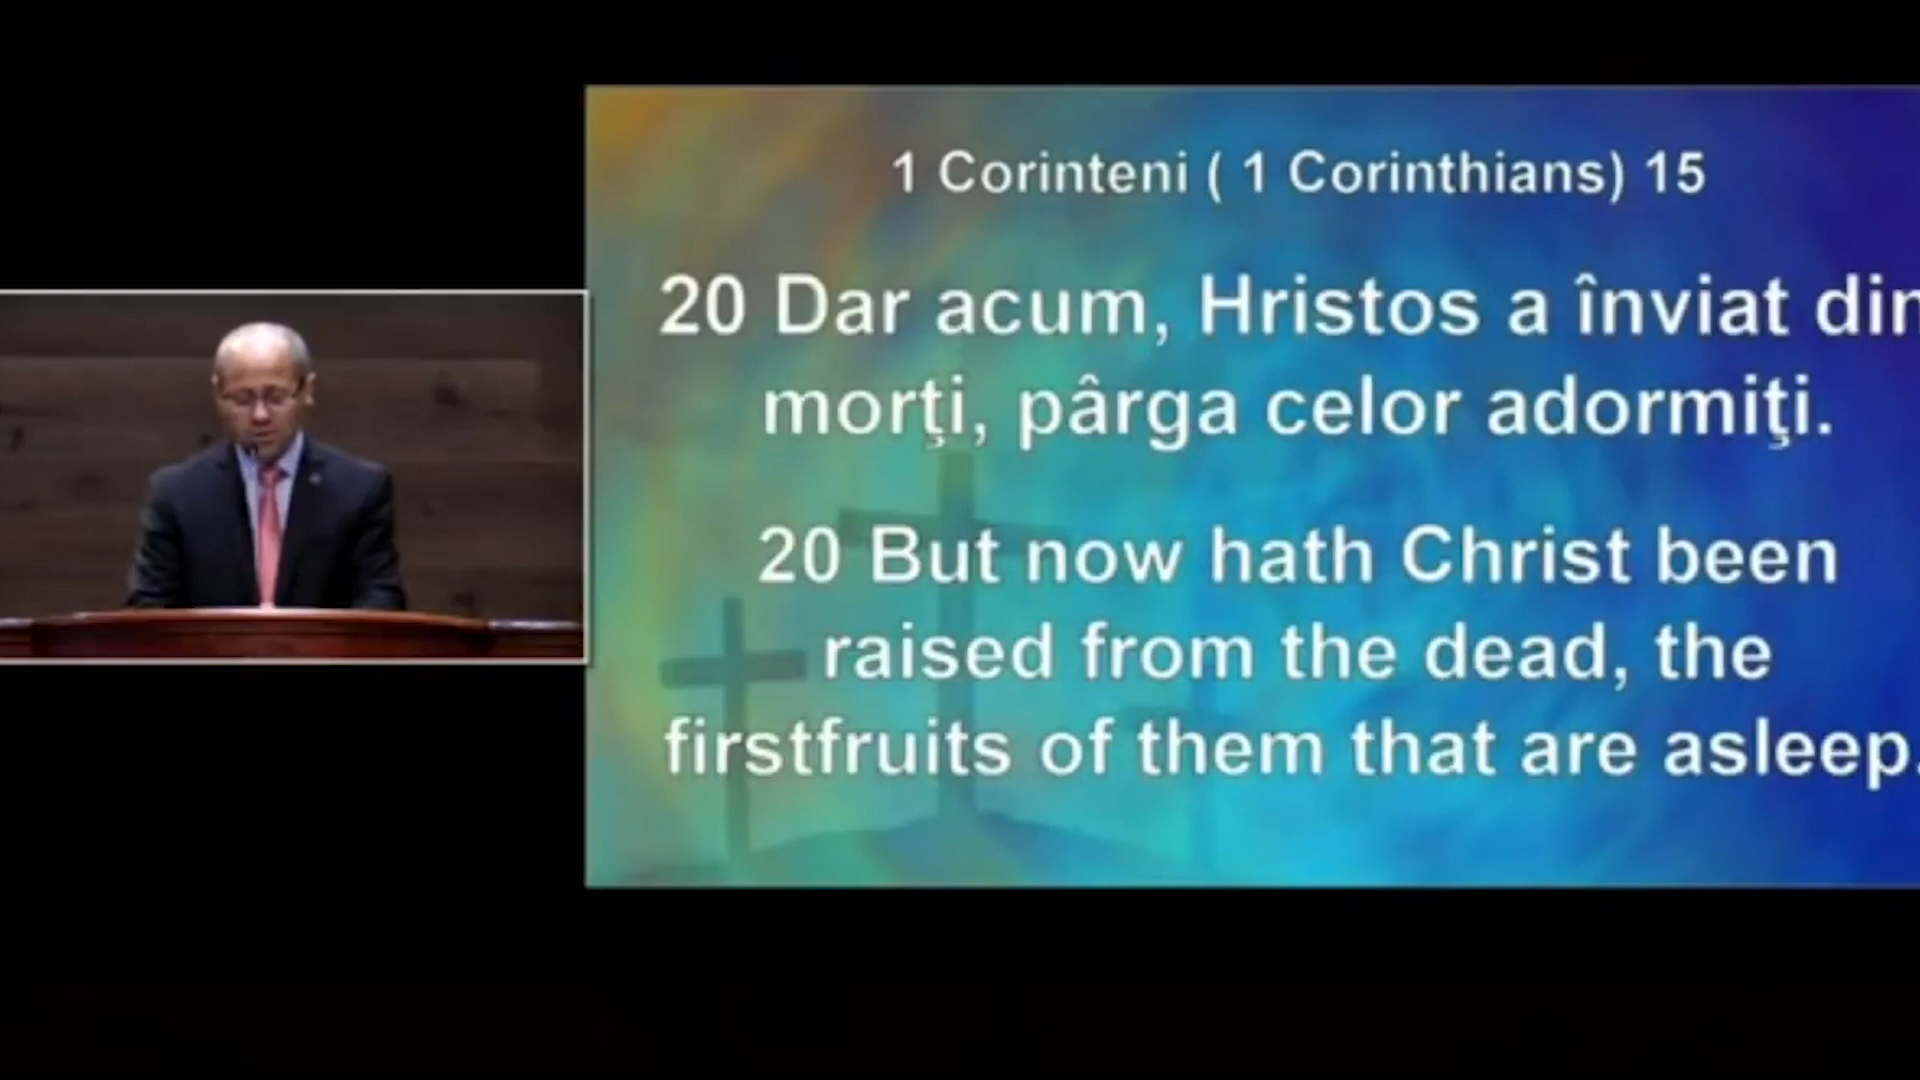 1 Corinteni ( 1 Corinthians) 15
20 Dar acum, Hristos a înviat din
morţi, pârga celor adormiţi.
20 But now hath Christ been
raised from the dead, the
firstfruits of them that are asleep.